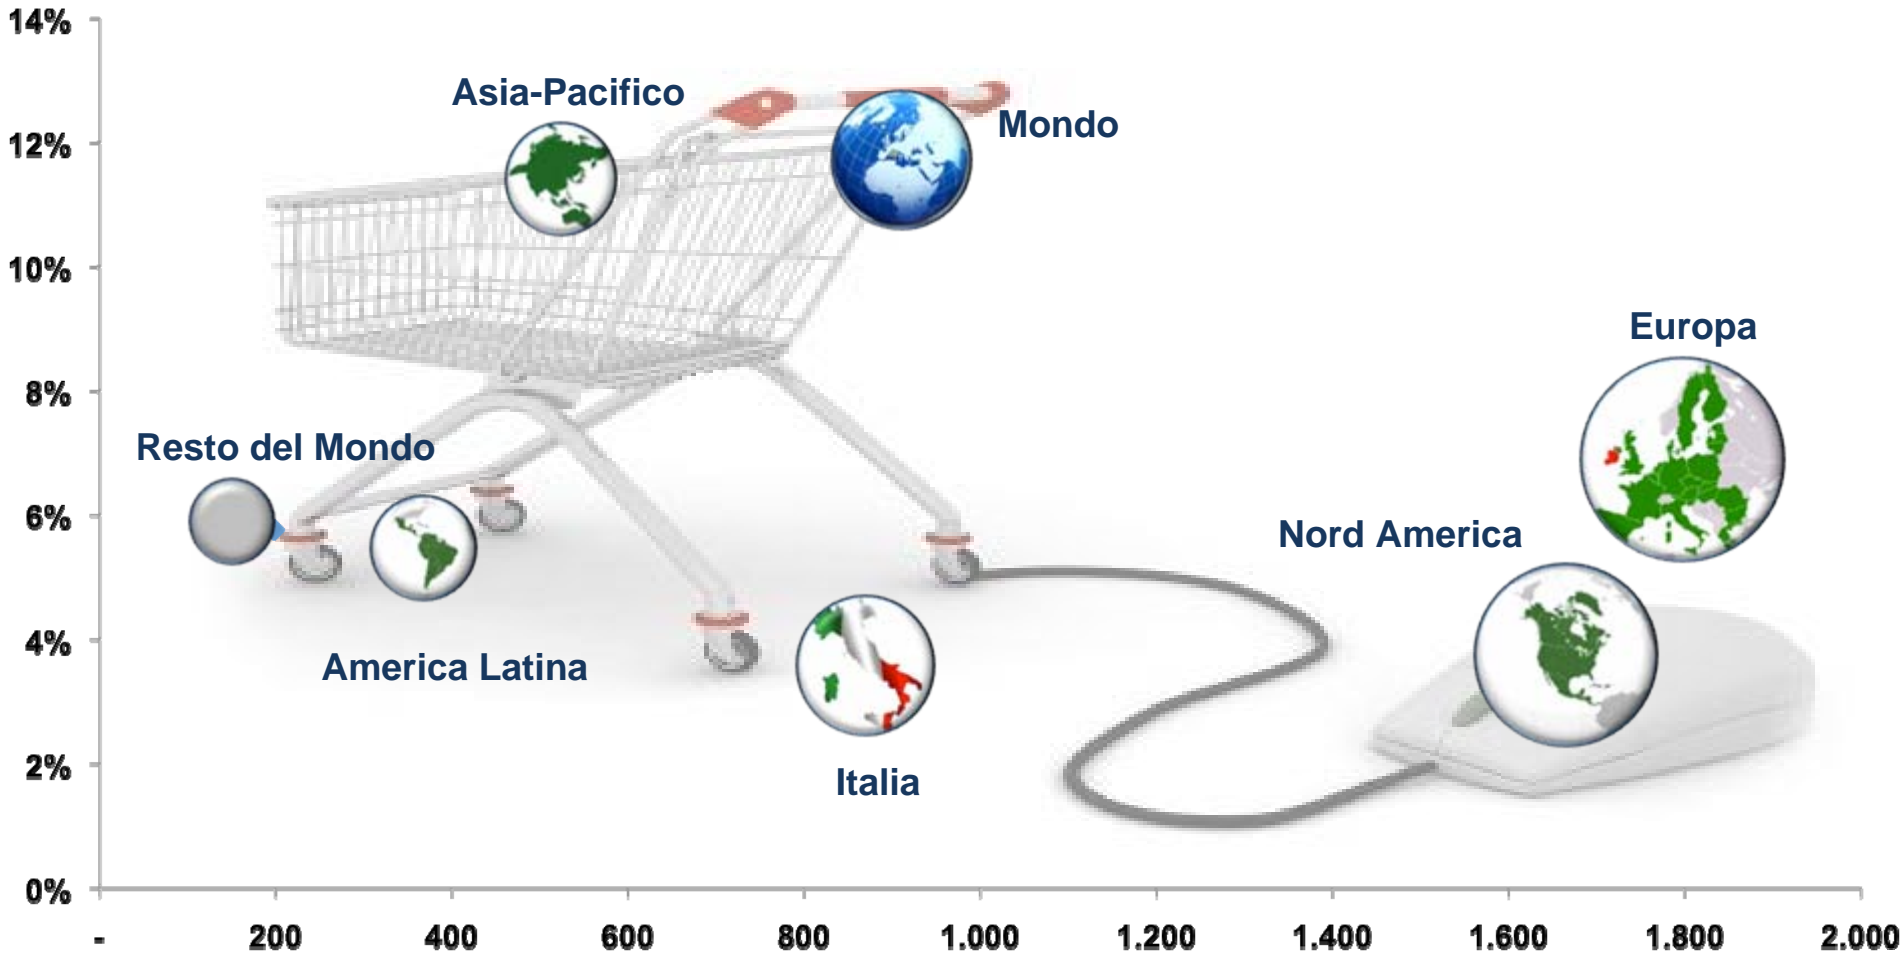 14%
Asia-Pacifico
Mondo
12%
10%
Europa
8%
Resto del Mondo
6%
Nord America
4%
America Latina
2%
Italia
0%
- 200 400 600 800 1.000 1.200 1.400 1.600 1.800 2.000